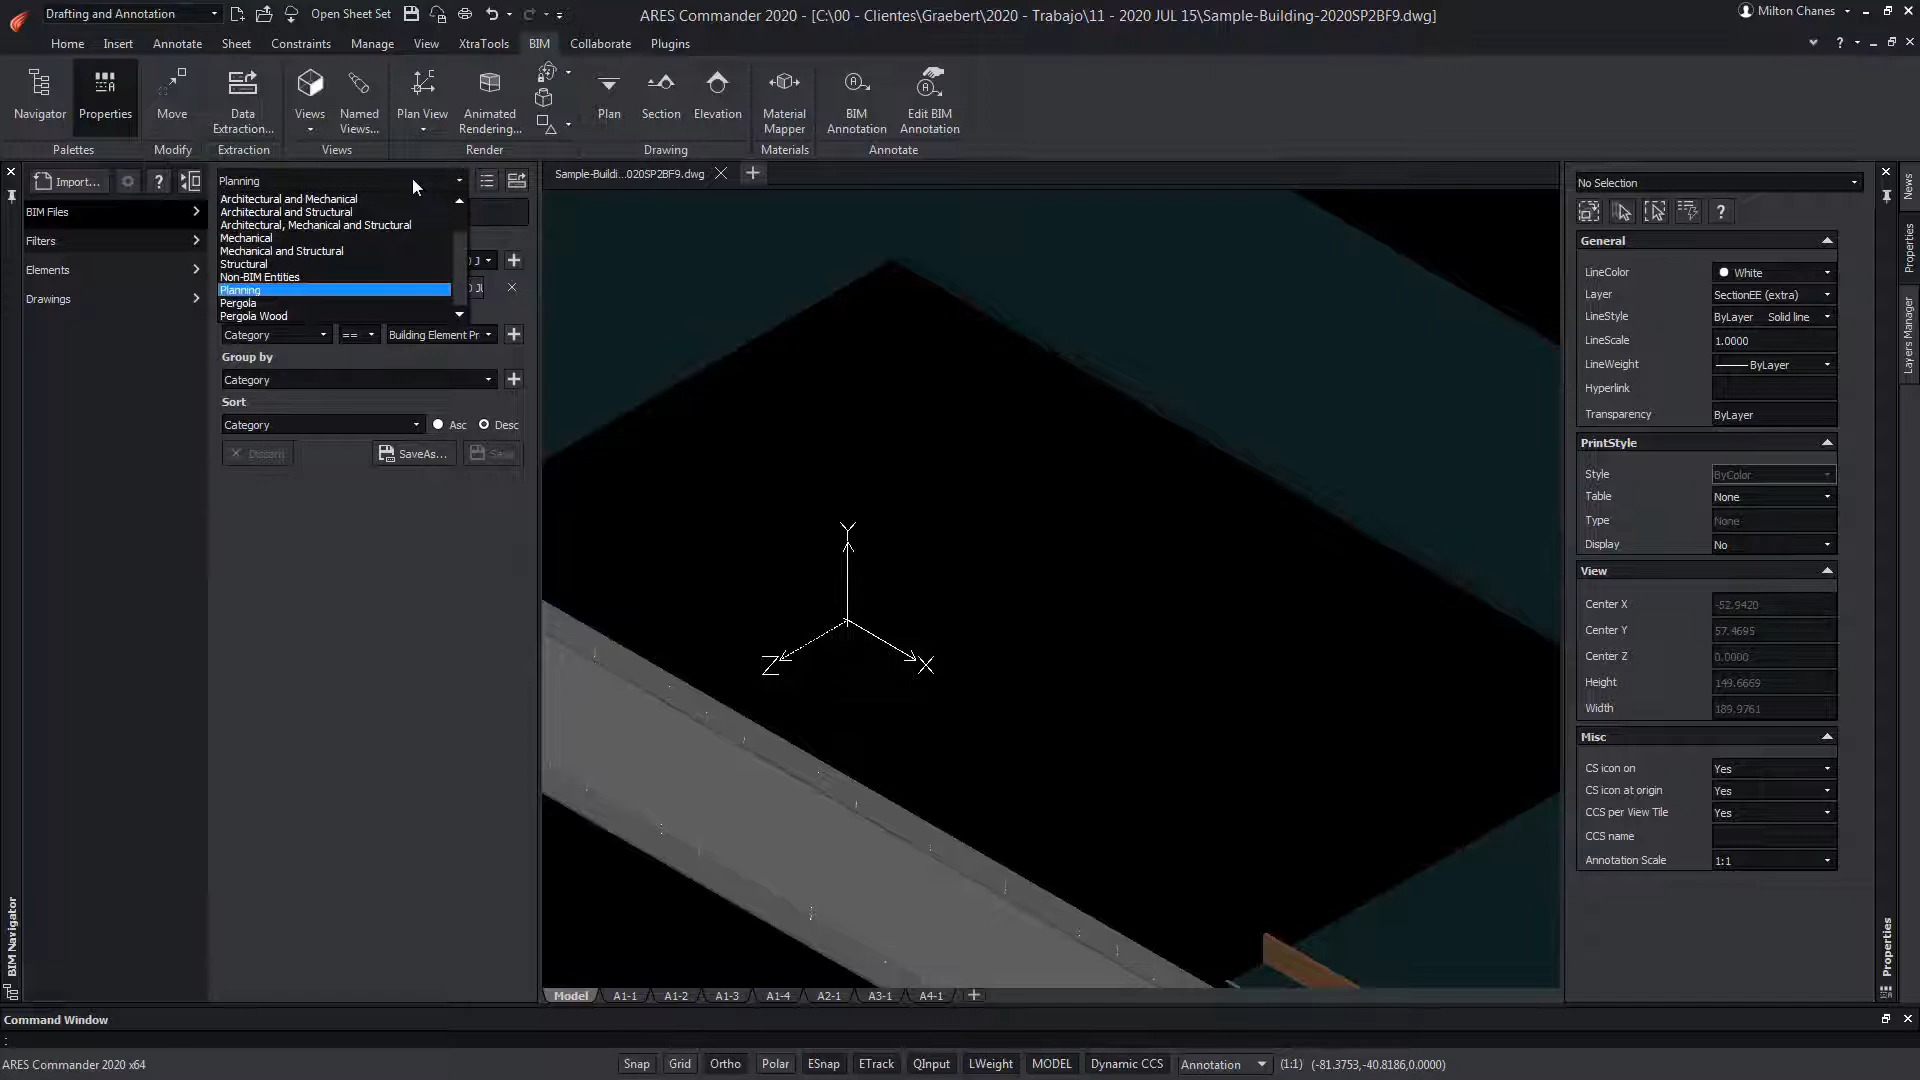 Drafting and Annotation
Open Sheet Set
ARES Commander 2020 - [C:\00 - Clientes\Graebert\2020 - Trabajo\11 - 2020 JUL 15\Sample-Building-2020SP2BF9.dwg]
Milton Chanes
Home Insert Annotate Sheet Constraints Manage View XtraTools BIM Collaborate Plugins
Navigator Properties Move Data Extraction... Views Named Views... Plan View Animated Rendering... Plan Section Elevation Material Mapper BIM Annotation Edit BIM Annotation
Palettes Modify Extraction Views Render Drawing Materials Annotate
Import...
BIM Files
Filters
Elements
Drawings
Planning
Architectural and Mechanical
Architectural and Structural
Architectural, Mechanical and Structural
Mechanical
Mechanical and Structural
Structural
Non-BIM Entities
Planning
Pergola
Pergola Wood
Category == Building Element Pr
Group by
Category
Sort
Category Asc Desc
Discard SaveAs... Save
Sample-Buildi...020SP2BF9.dwg
Y
Z X
Model A1-1 A1-2 A1-3 A1-4 A2-1 A3-1 A4-1
No Selection
General
LineColor White
Layer SectionEE (extra)
LineStyle ByLayer Solid line
LineScale 1.0000
LineWeight ByLayer
Hyperlink
Transparency ByLayer
PrintStyle
Style ByColor
Table None
Type None
Display No
View
Center X -52.9420
Center Y 57.4695
Center Z 0.0000
Height 149.6669
Width 189.9761
Misc
CS icon on Yes
CS icon at origin Yes
CCS per View Tile Yes
CCS name
Annotation Scale 1:1
News
Properties
Layers Manager
BIM Navigator
Properties
Command Window
:
ARES Commander 2020 x64
Snap Grid Ortho Polar ESnap ETrack QInput LWeight MODEL Dynamic CCS Annotation (1:1) (-81.3753,-40.8186,0.0000)